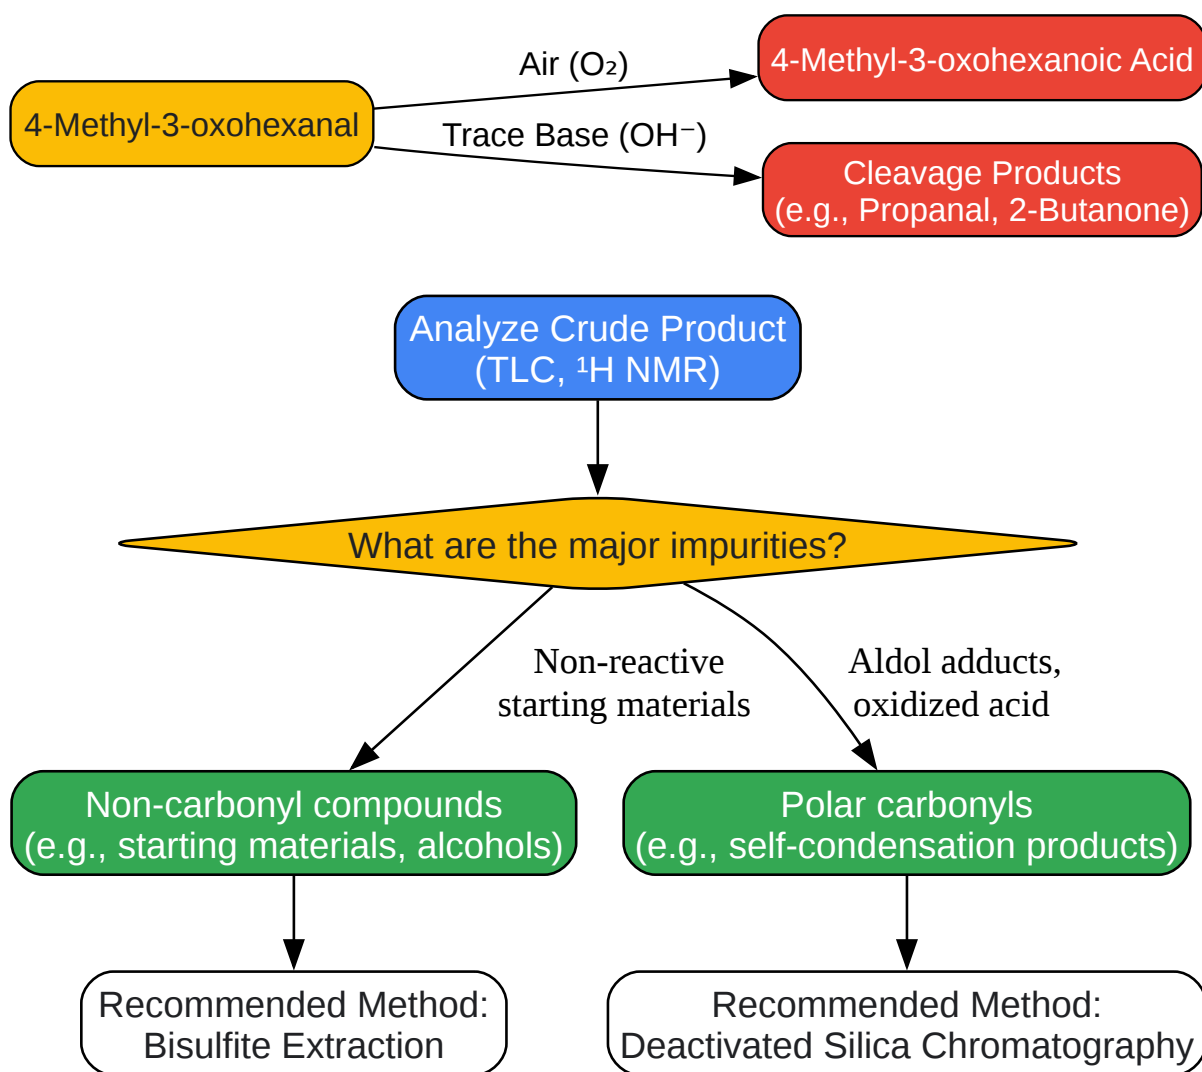 Air (O₂)
4-Methyl-3-oxohexanoic Acid
4-Methyl-3-oxohexanal
Trace Base (OH⁻)
Cleavage Products
(e.g., Propanal, 2-Butanone)
Analyze Crude Product
(TLC, ¹H NMR)
What are the major impurities?
Non-reactive
starting materials
Aldol adducts,
oxidized acid
Non-carbonyl compounds
(e.g., starting materials, alcohols)
Polar carbonyls
(e.g., self-condensation products)
Recommended Method:
Bisulfite Extraction
Recommended Method:
Deactivated Silica Chromatography